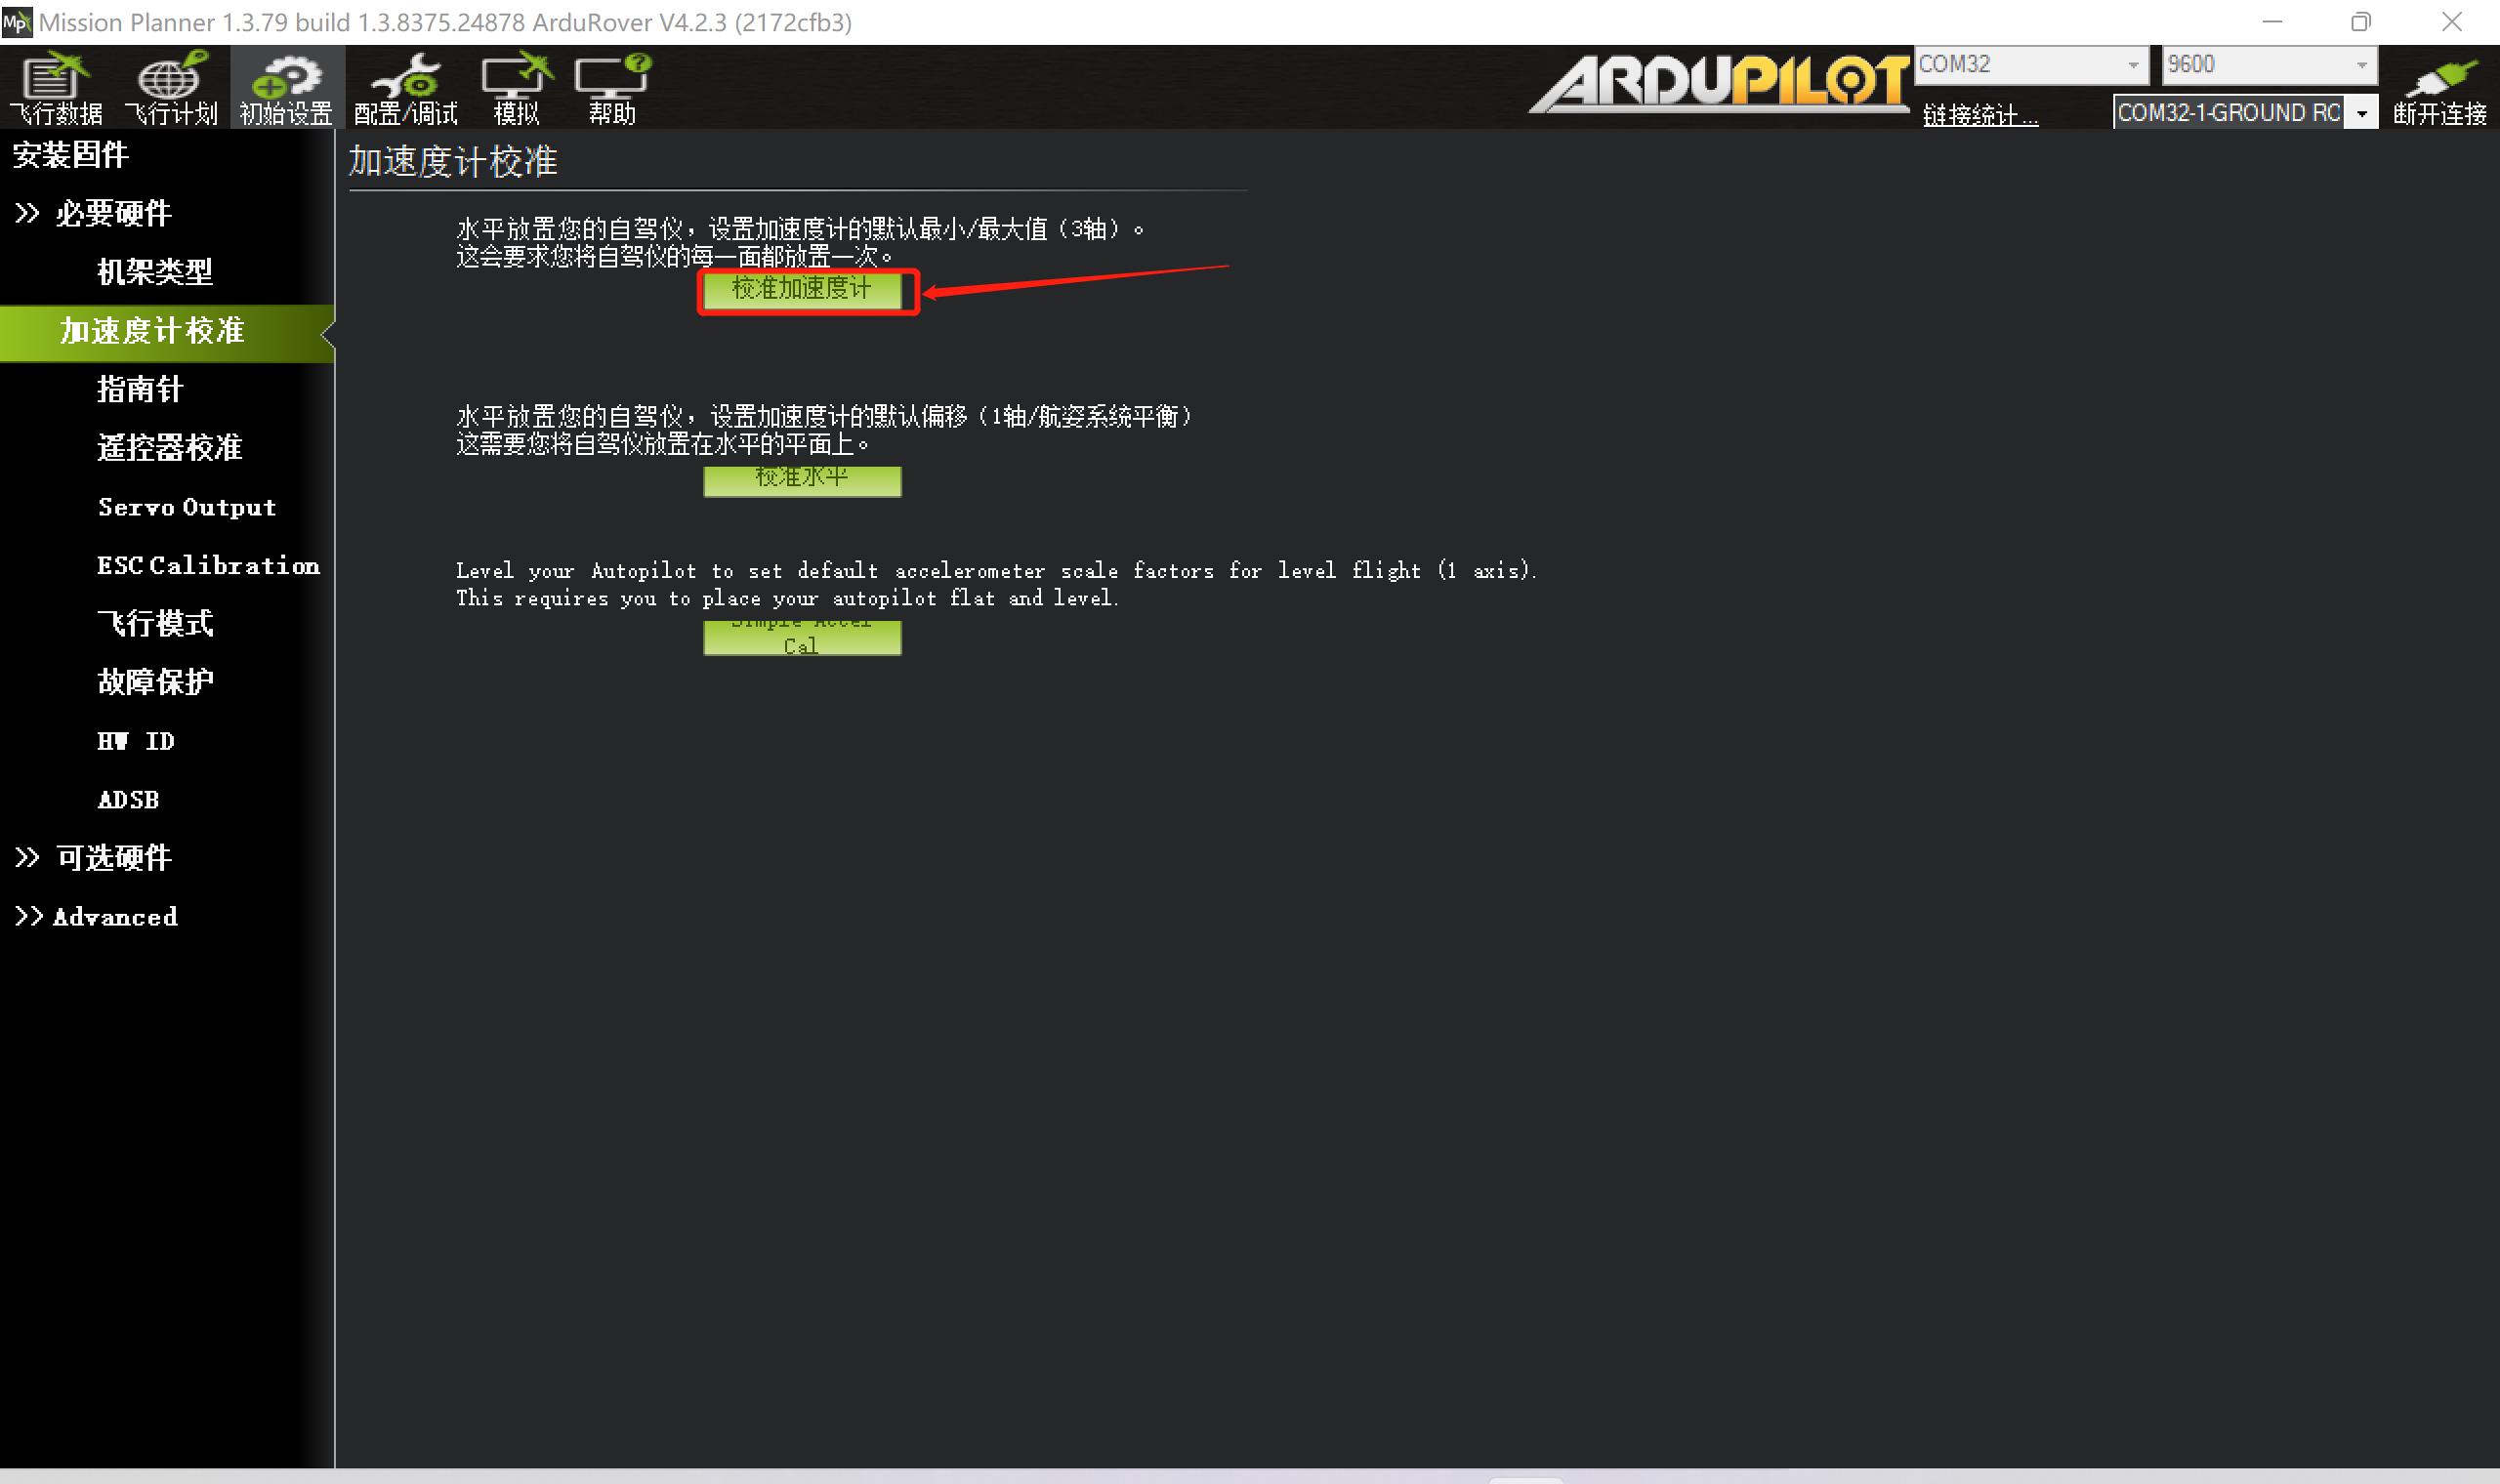 Mission Planner 1.3.79 build 1.3.8375.24878 ArduRover V4.2.3 (2172cfb3)
飞行数据 飞行计划 初始设置 配置/调试 模拟 帮助
ARDUPILOT
COM32 9600
链接统计... COM32-1-GROUND RO 断开连接
安装固件
>> 必要硬件
机架类型
加速度计校准
指南针
遥控器校准
Servo Output
ESC Calibration
飞行模式
故障保护
HW ID
ADSB
>> 可选硬件
>> Advanced
加速度计校准
水平放置您的自驾仪，设置加速度计的默认最小/最大值（3轴）。
这会要求您将自驾仪的每一面都放置一次。
校准加速度计
水平放置您的自驾仪，设置加速度计的默认偏移（1轴/航姿系统平衡）
这需要您将自驾仪放置在水平的平面上。
校准水平
Level your Autopilot to set default accelerometer scale factors for level flight (1 axis).
This requires you to place your autopilot flat and level.
Simple Accel
Cal